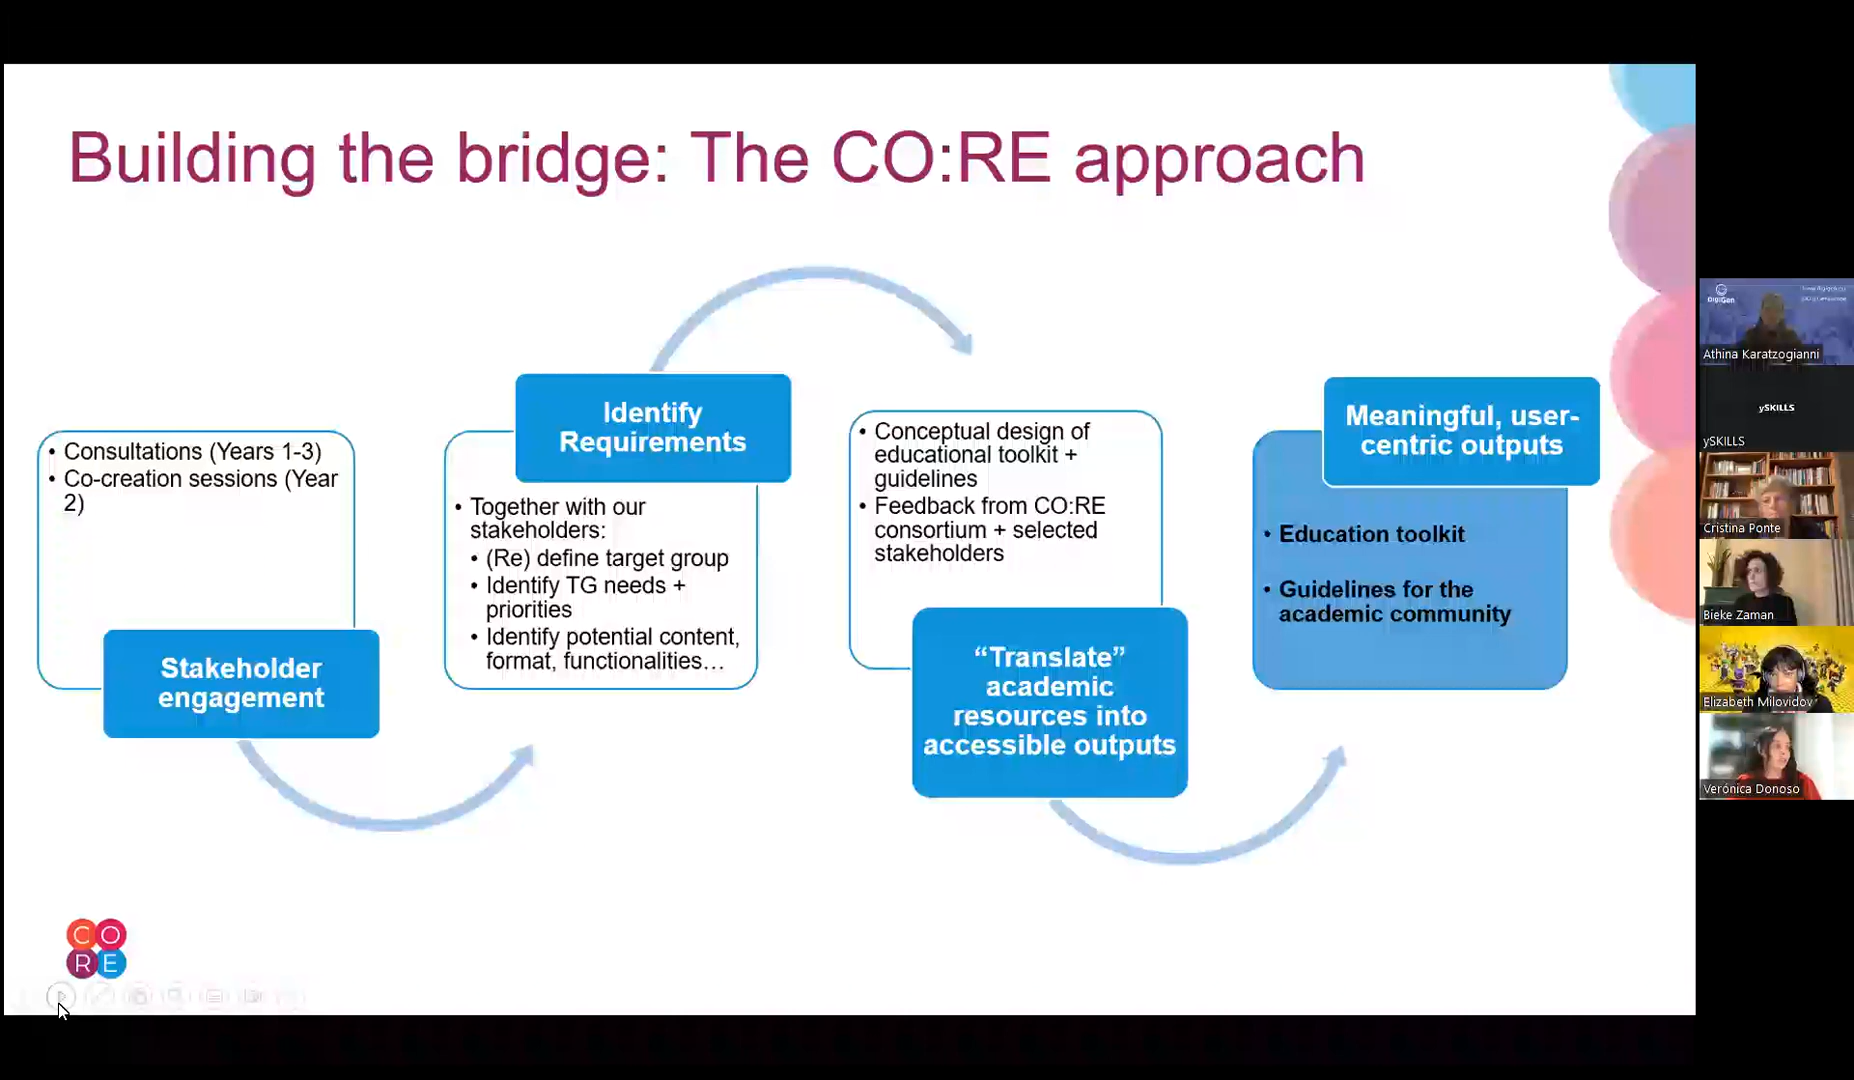 Building the bridge: The CO:RE approach
• Consultations (Years 1-3)
• Co-creation sessions (Year
2)
Stakeholder
engagement
Identify
Requirements
• Together with our
stakeholders:
• (Re) define target group
• Identify TG needs +
priorities
• Identify potential content,
format, functionalities…
• Conceptual design of
educational toolkit +
guidelines
• Feedback from CO:RE
consortium + selected
stakeholders
“Translate”
academic
resources into
accessible outputs
Meaningful, user-
centric outputs
• Education toolkit
• Guidelines for the
academic community
CO
RE
DigiGen
Athina Karatzogianni
ySKILLS
ySKILLS
Cristina Ponte
Bieke Zaman
Elizabeth Milovidov
Verónica Donoso